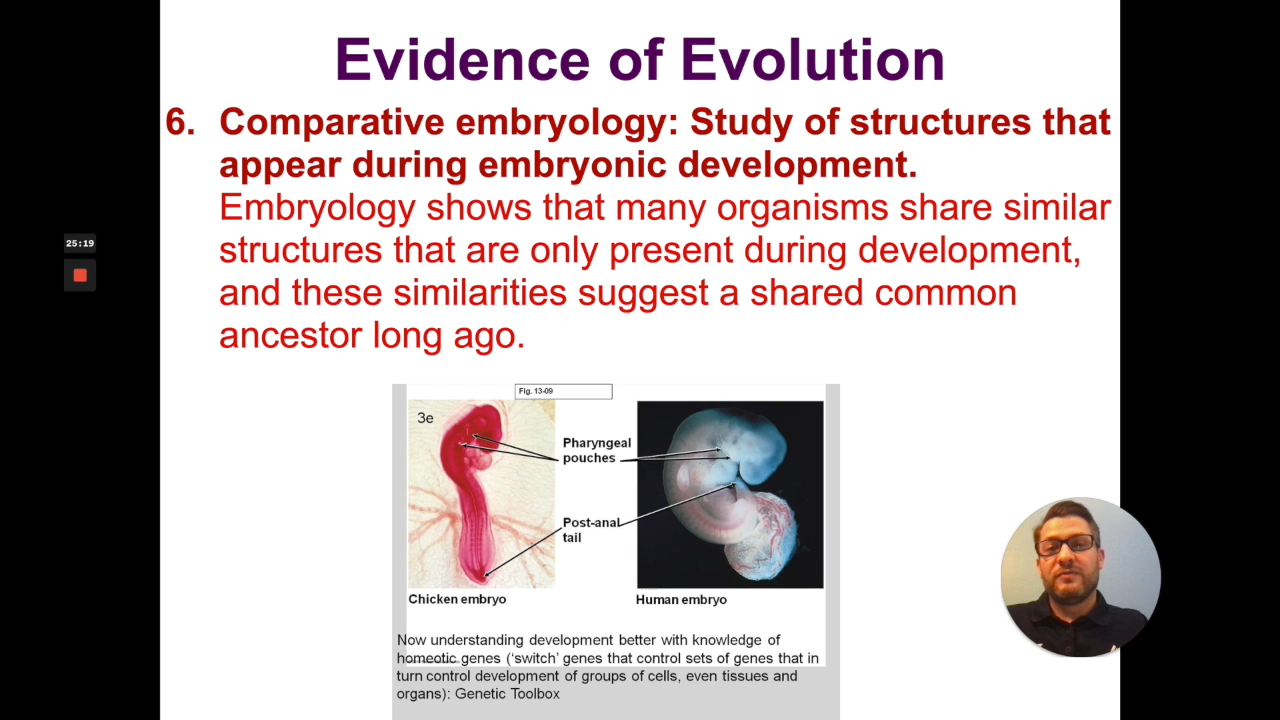 Evidence of Evolution
6. Comparative embryology: Study of structures that
appear during embryonic development.
Embryology shows that many organisms share similar
structures that are only present during development,
and these similarities suggest a shared common
ancestor long ago.
25:19
Fig. 13-09
3e
Pharyngeal
pouches
Post-anal
tail
Chicken embryo
Human embryo
Now understanding development better with knowledge of
homeotic genes (‘switch’ genes that control sets of genes that in
turn control development of groups of cells, even tissues and
organs): Genetic Toolbox